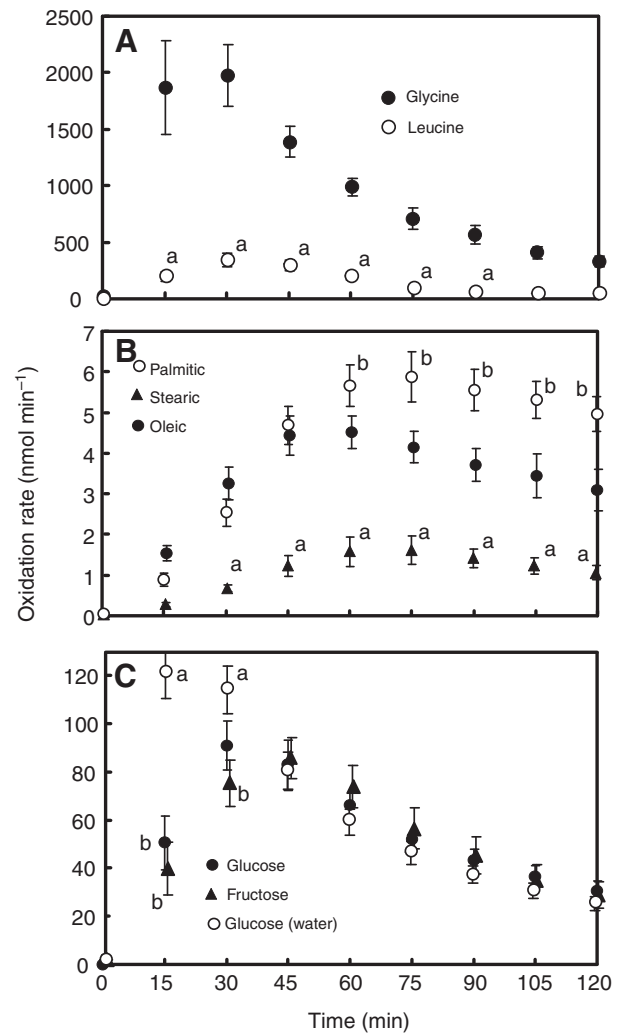 A
2500
2000
1500
1000
500
0
Glycine
Leucine
a
a
a
a
a
a
B
7
6
5
4
3
2
1
0
Palmitic
Stearic
Oleic
b
b
b
b
b
a
a
a
a
a
a
a
Oxidation rate (nmol min⁻¹)
C
120
100
80
60
40
20
0
a
a
b
b
b
Glucose
Fructose
Glucose (water)
0 15 30 45 60 75 90 105 120
Time (min)